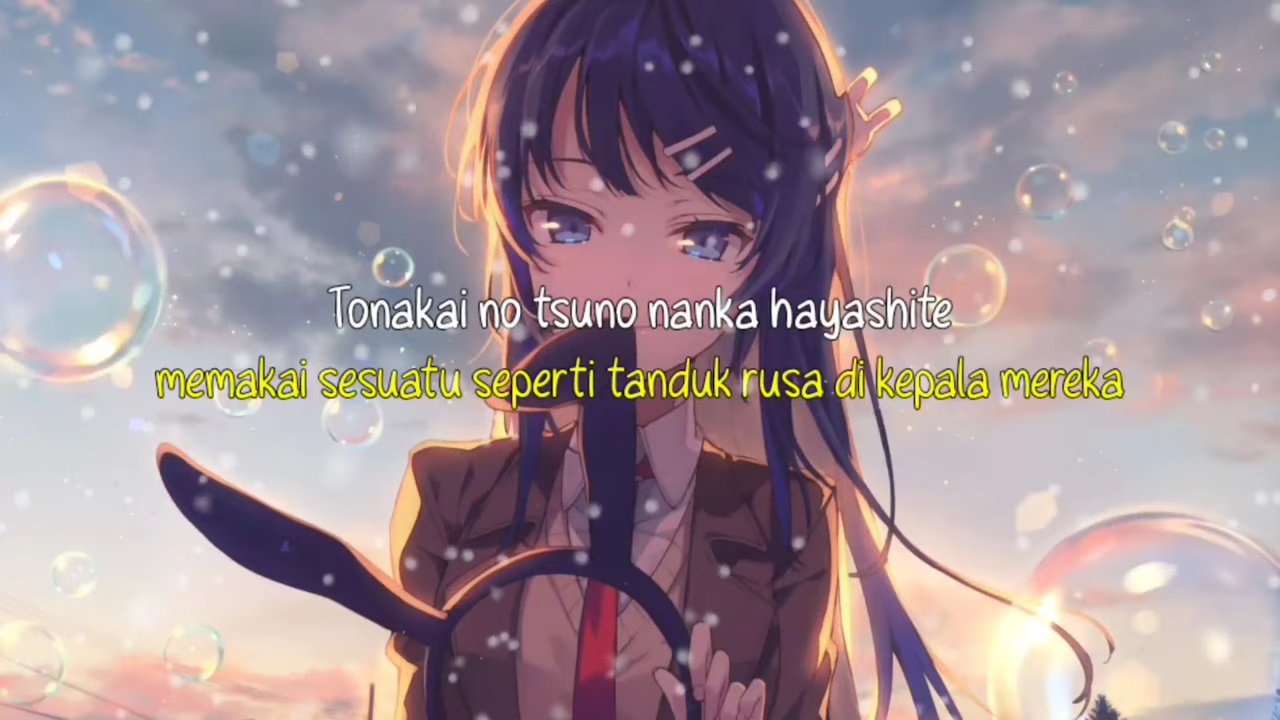 Tonakai no tsuno nanka hayashite
memakai sesuatu seperti tanduk rusa di kepala mereka